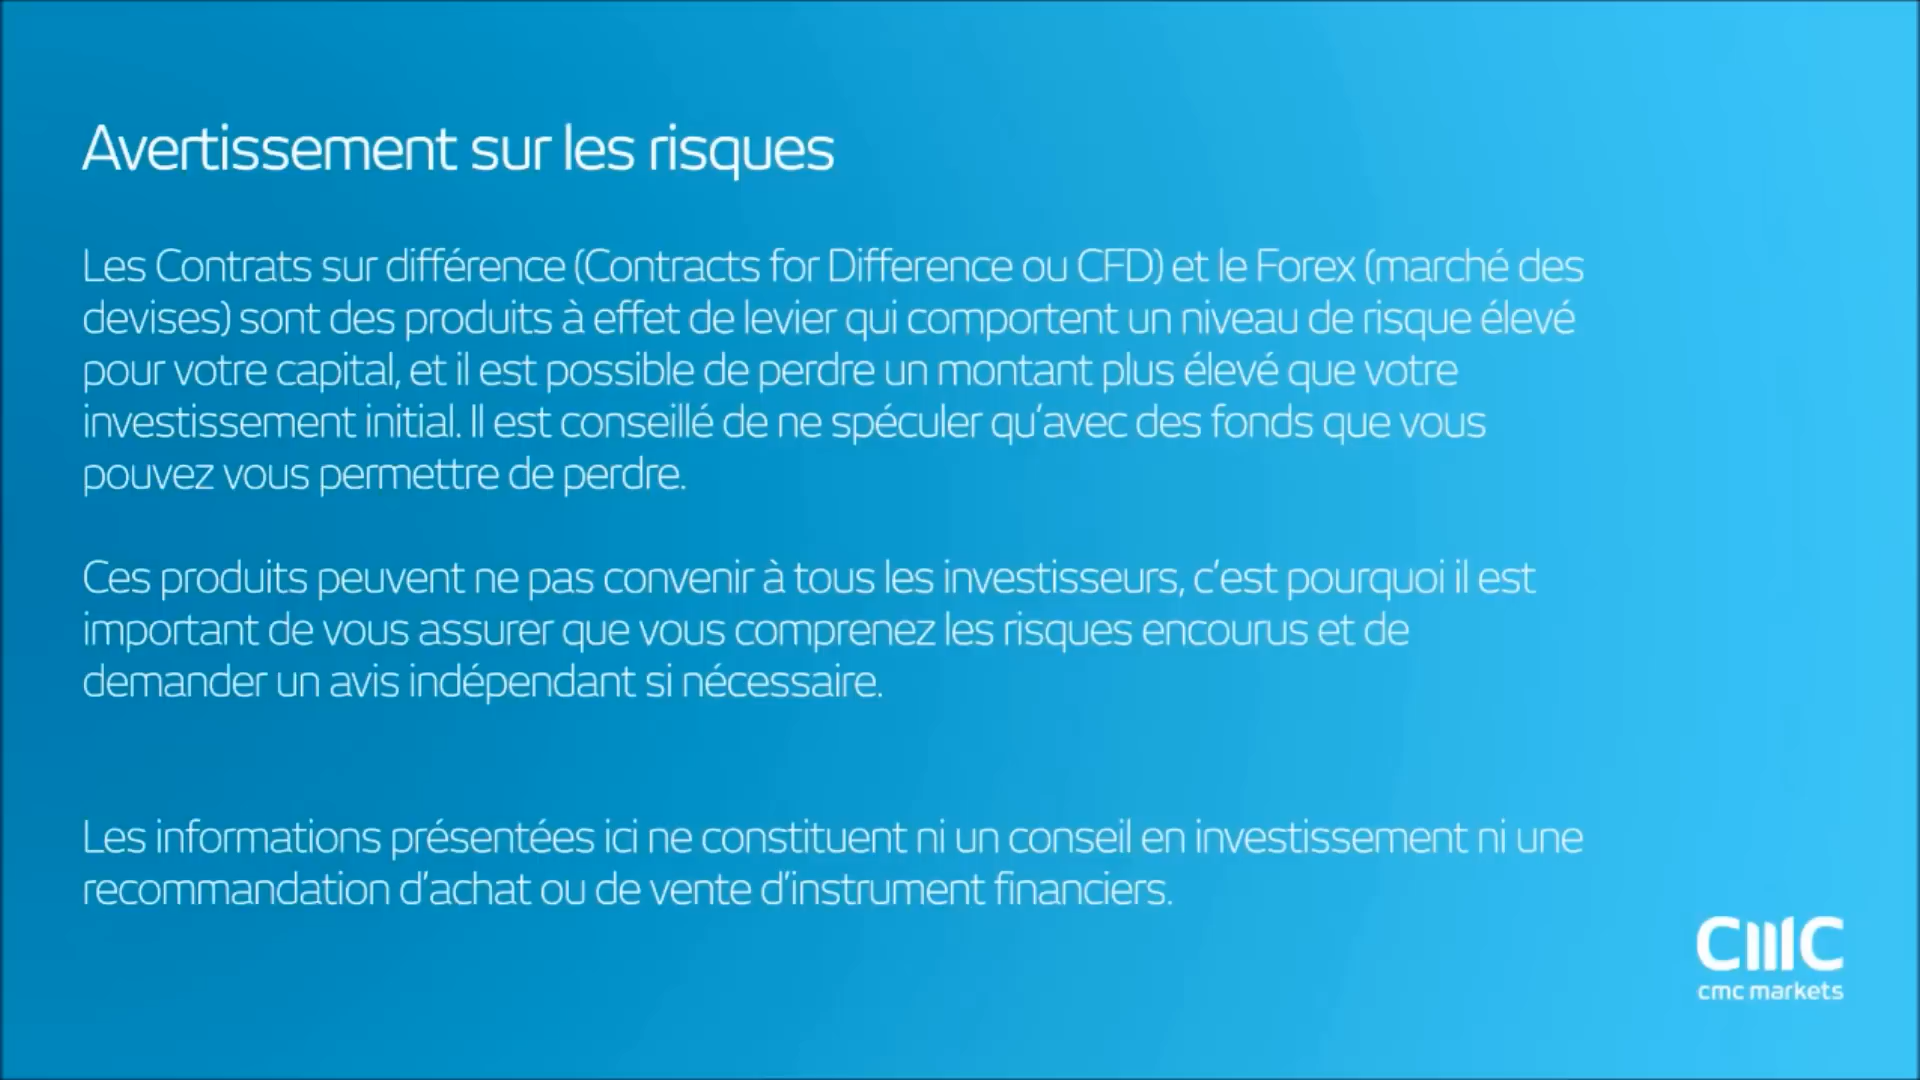 Avertissement sur les risques
Les Contrats sur différence (Contracts for Difference ou CFD) et le Forex (marché des
devises) sont des produits à effet de levier qui comportent un niveau de risque élevé
pour votre capital, et il est possible de perdre un montant plus élevé que votre
investissement initial. Il est conseillé de ne spéculer qu'avec des fonds que vous
pouvez vous permettre de perdre.
Ces produits peuvent ne pas convenir à tous les investisseurs, c'est pourquoi il est
important de vous assurer que vous comprenez les risques encourus et de
demander un avis indépendant si nécessaire.
Les informations présentées ici ne constituent ni un conseil en investissement ni une
recommandation d'achat ou de vente d'instrument financiers.
CMC
cmc markets